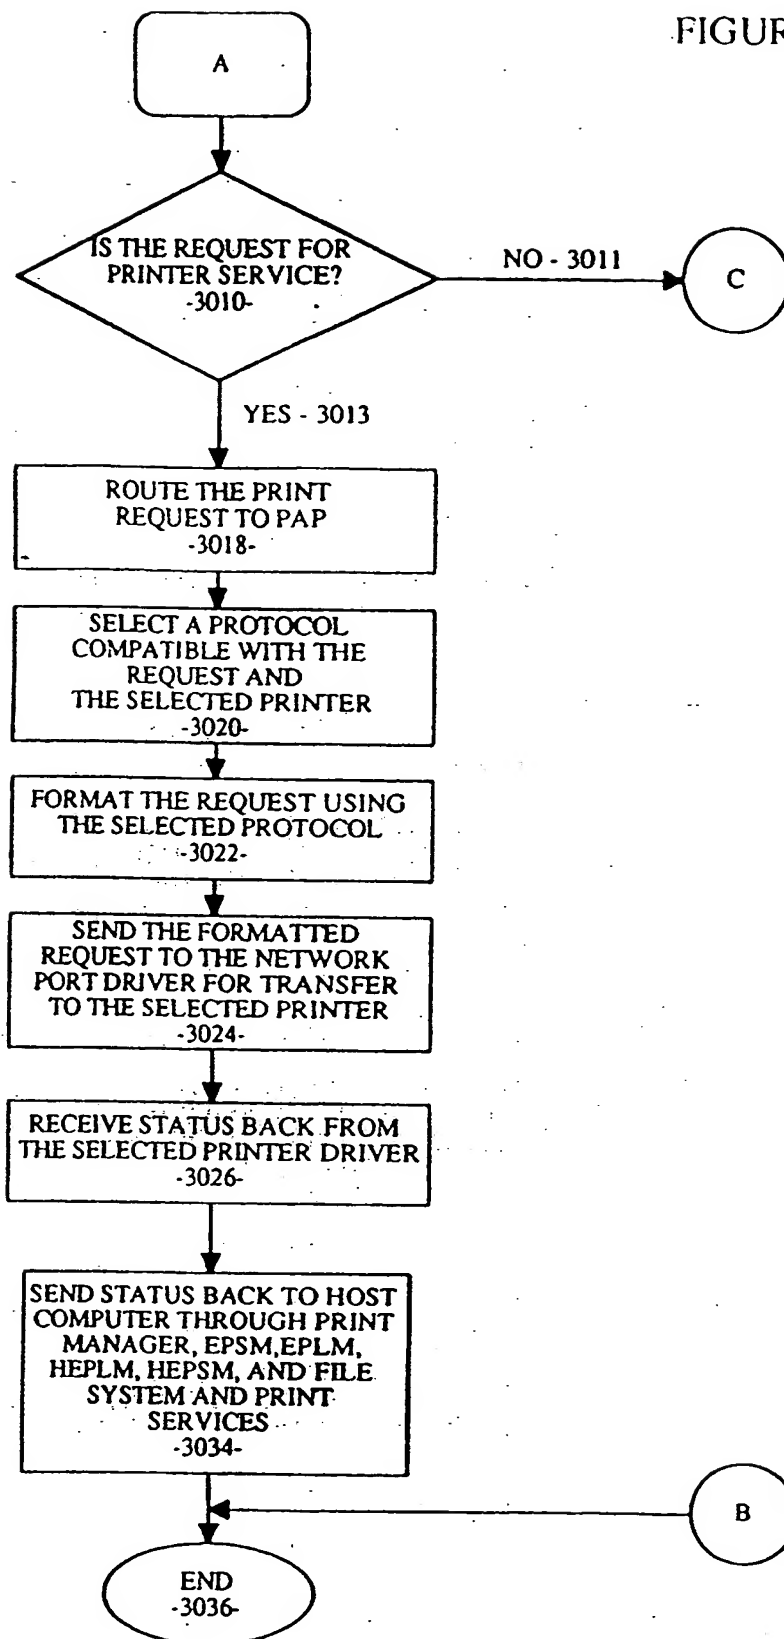 FIGUR
A
IS THE REQUEST FOR
PRINTER SERVICE?
-3010-
NO - 3011
C
YES - 3013
ROUTE THE PRINT
REQUEST TO PAP
-3018-
SELECT A PROTOCOL
COMPATIBLE WITH THE
REQUEST AND
THE SELECTED PRINTER
-3020-
FORMAT THE REQUEST USING
THE SELECTED PROTOCOL
-3022-
SEND THE FORMATTED
REQUEST TO THE NETWORK
PORT DRIVER FOR TRANSFER
TO THE SELECTED PRINTER
-3024-
RECEIVE STATUS BACK FROM
THE SELECTED PRINTER DRIVER
-3026-
SEND STATUS BACK TO HOST
COMPUTER THROUGH PRINT
MANAGER, EPSM,EPLM,
HEPLM, HEPSM, AND FILE
SYSTEM AND PRINT
SERVICES
-3034-
B
END
-3036-